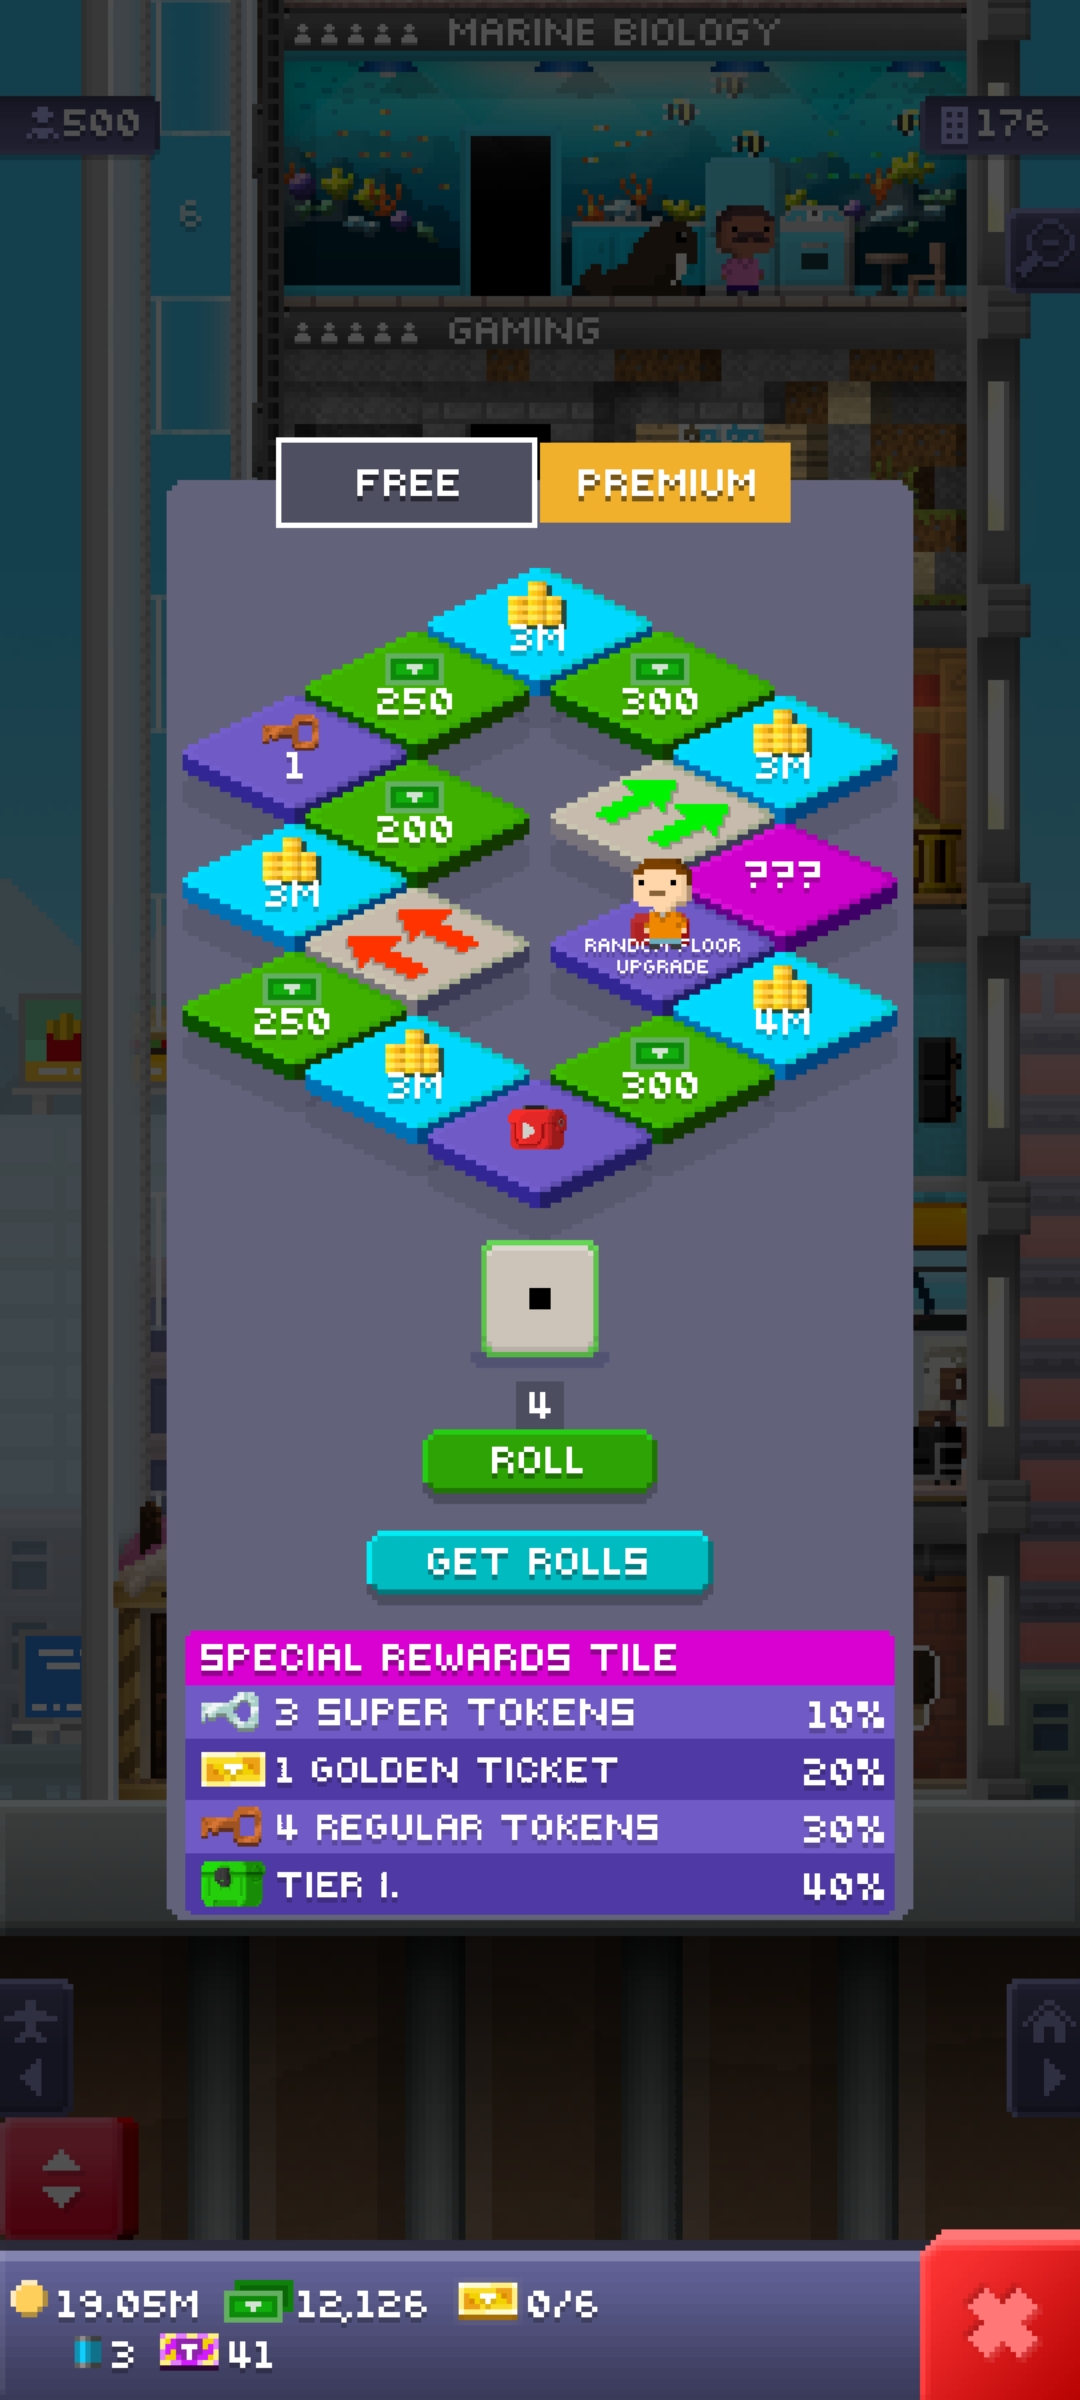 MARINE BIOLOGY
500
176
6
GAMING
FREE
PREMIUM
3M
250
300
1
3M
200
3M
???
RANDOM FLOOR
UPGRADE
250
4M
3M
300
4
ROLL
GET ROLLS
SPECIAL REWARDS TILE
3 SUPER TOKENS 10%
1 GOLDEN TICKET 20%
4 REGULAR TOKENS 30%
TIER 1. 40%
19.05M 12,126 0/6
3 41